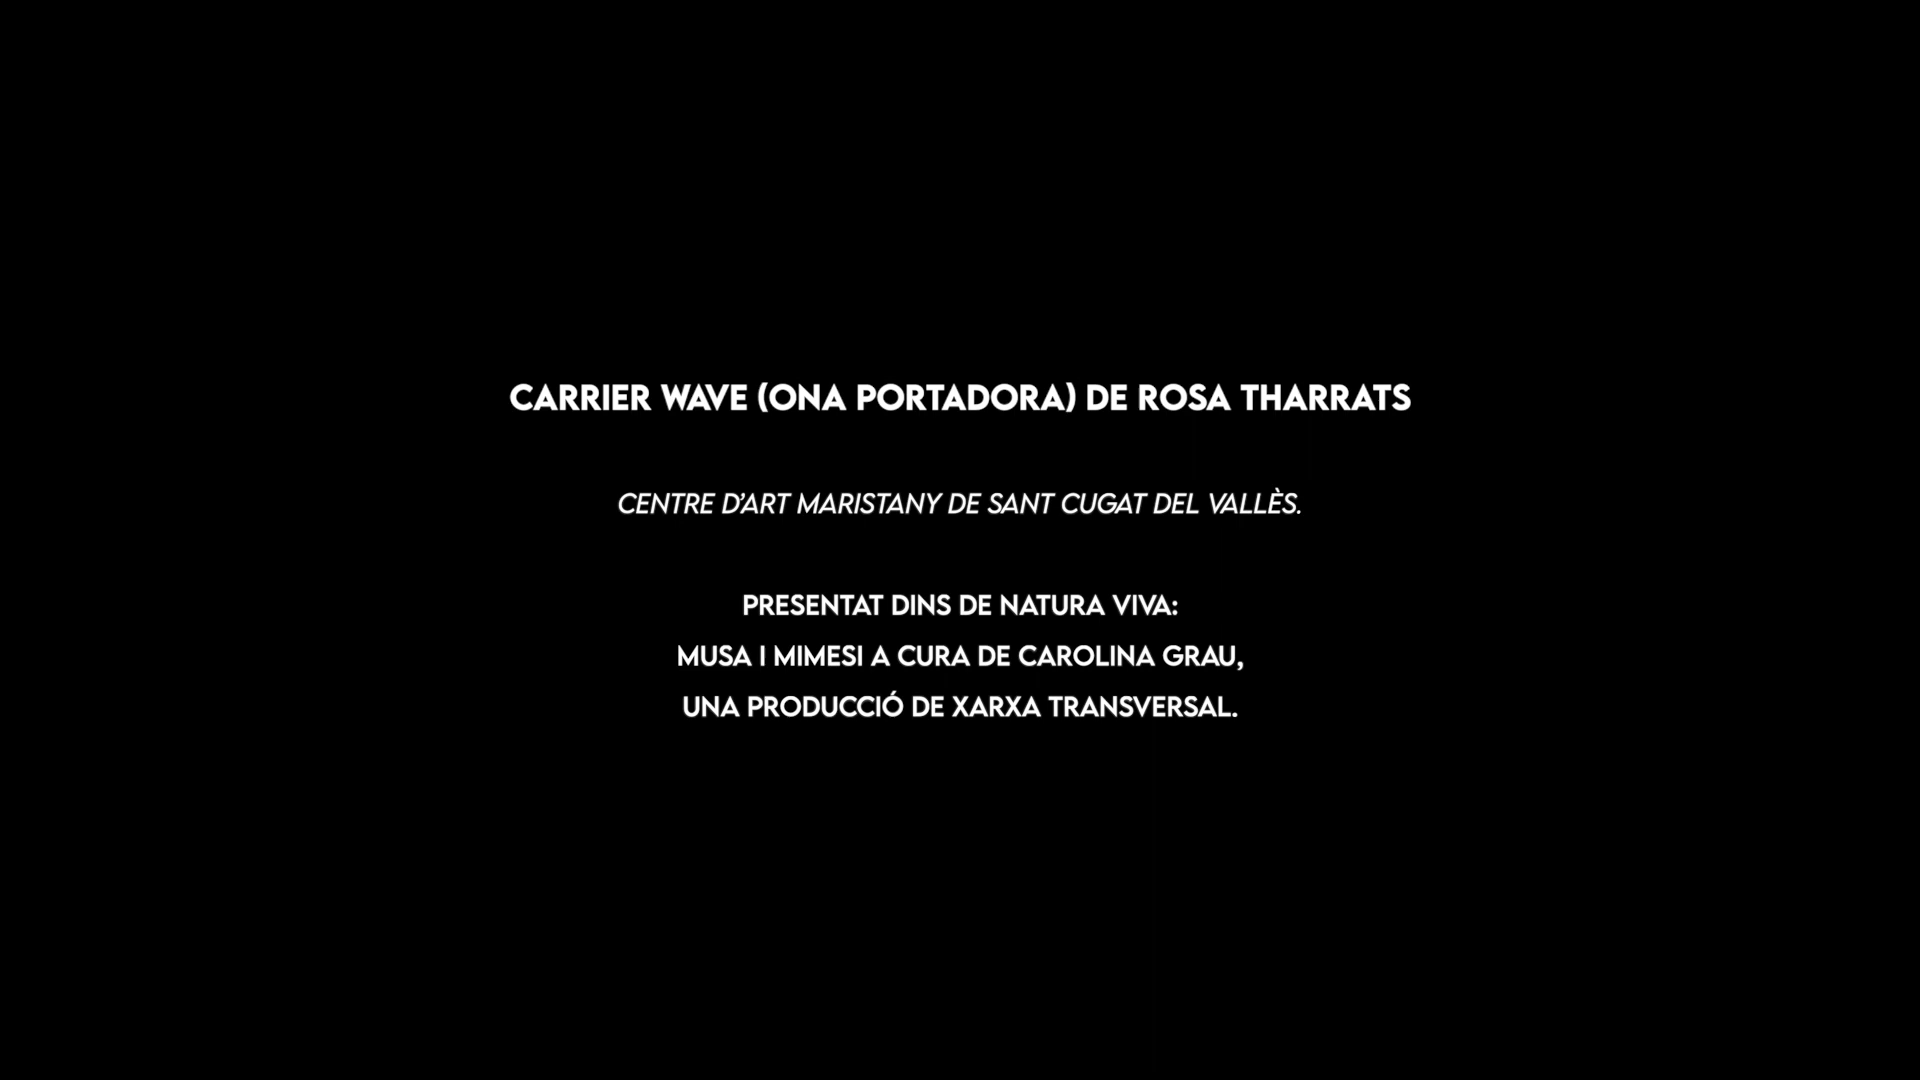 CARRIER WAVE (ONA PORTADORA) DE ROSA THARRATS
CENTRE D'ART MARISTANY DE SANT CUGAT DEL VALLÈS.
PRESENTAT DINS DE NATURA VIVA:
MUSA I MIMESI A CURA DE CAROLINA GRAU,
UNA PRODUCCIÓ DE XARXA TRANSVERSAL.